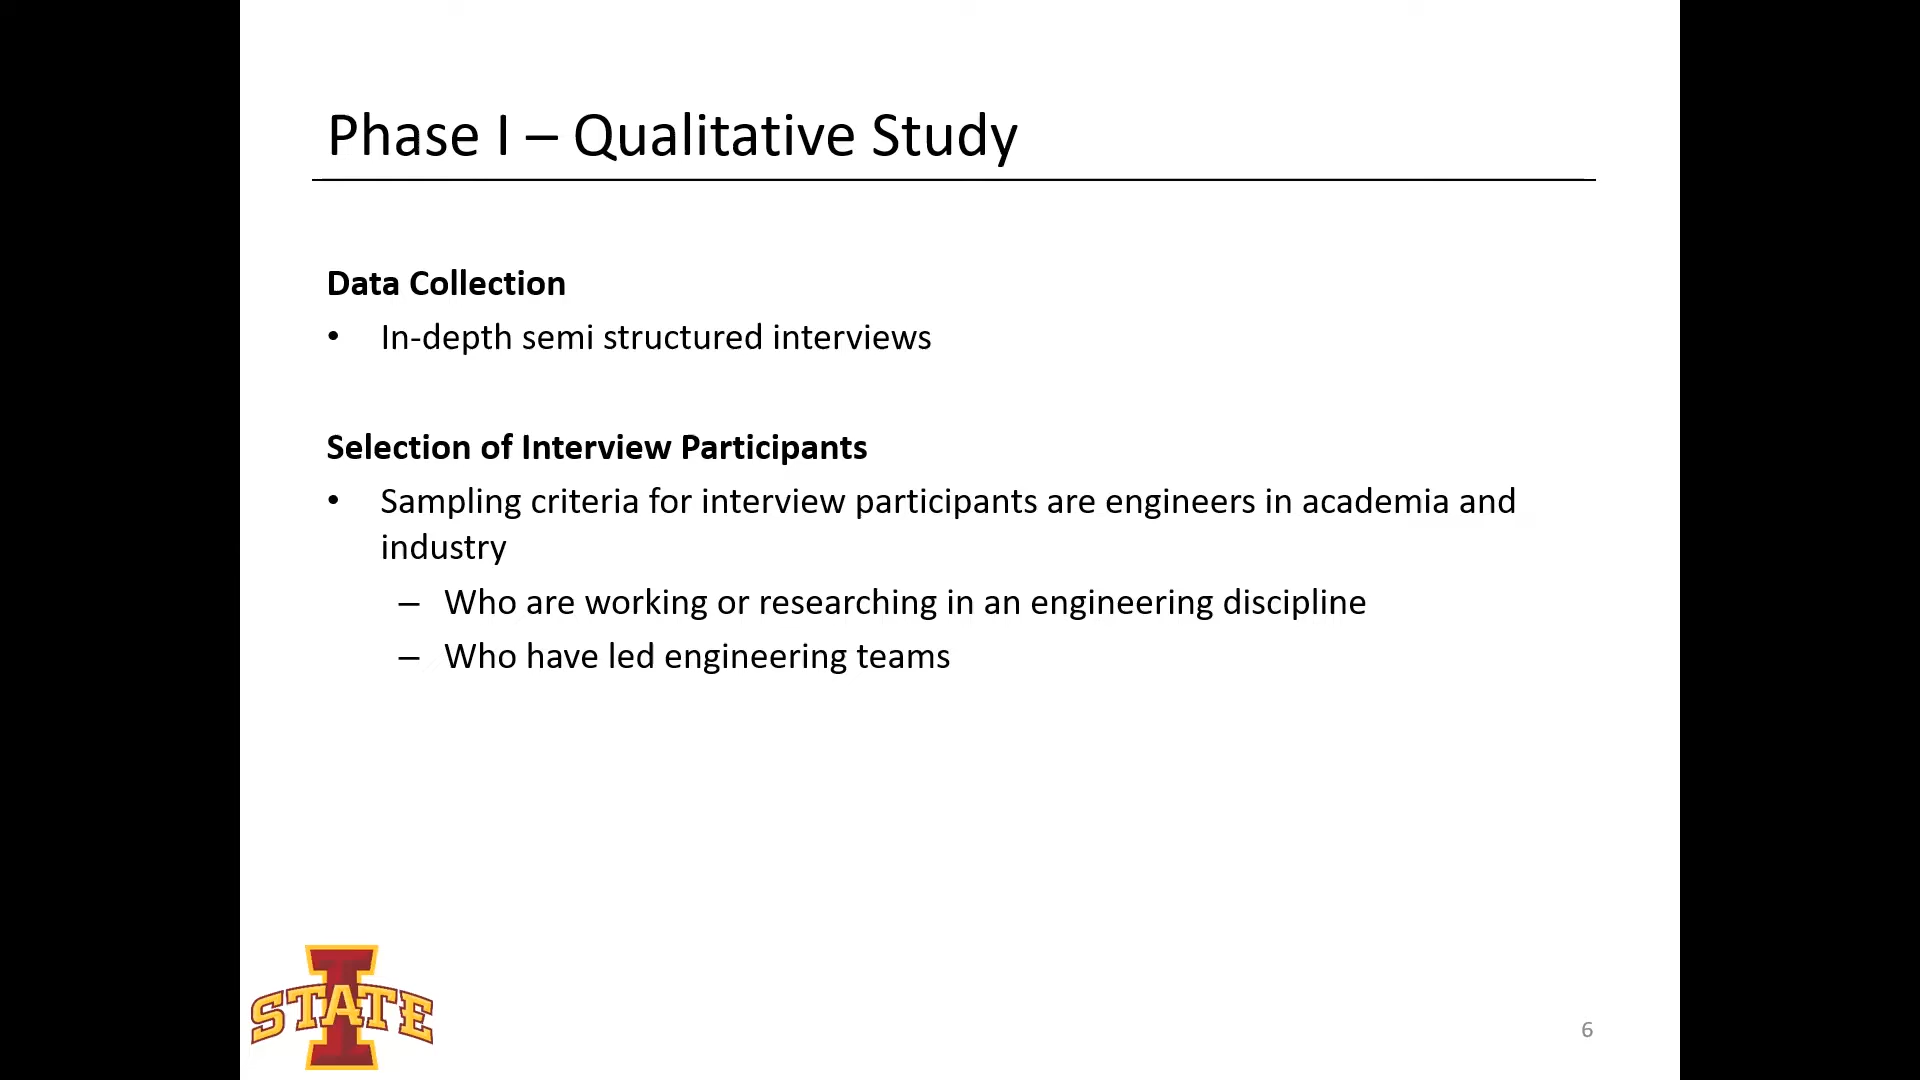 Phase I – Qualitative Study
Data Collection
• In-depth semi structured interviews
Selection of Interview Participants
• Sampling criteria for interview participants are engineers in academia and
industry
– Who are working or researching in an engineering discipline
– Who have led engineering teams
I
STATE
6